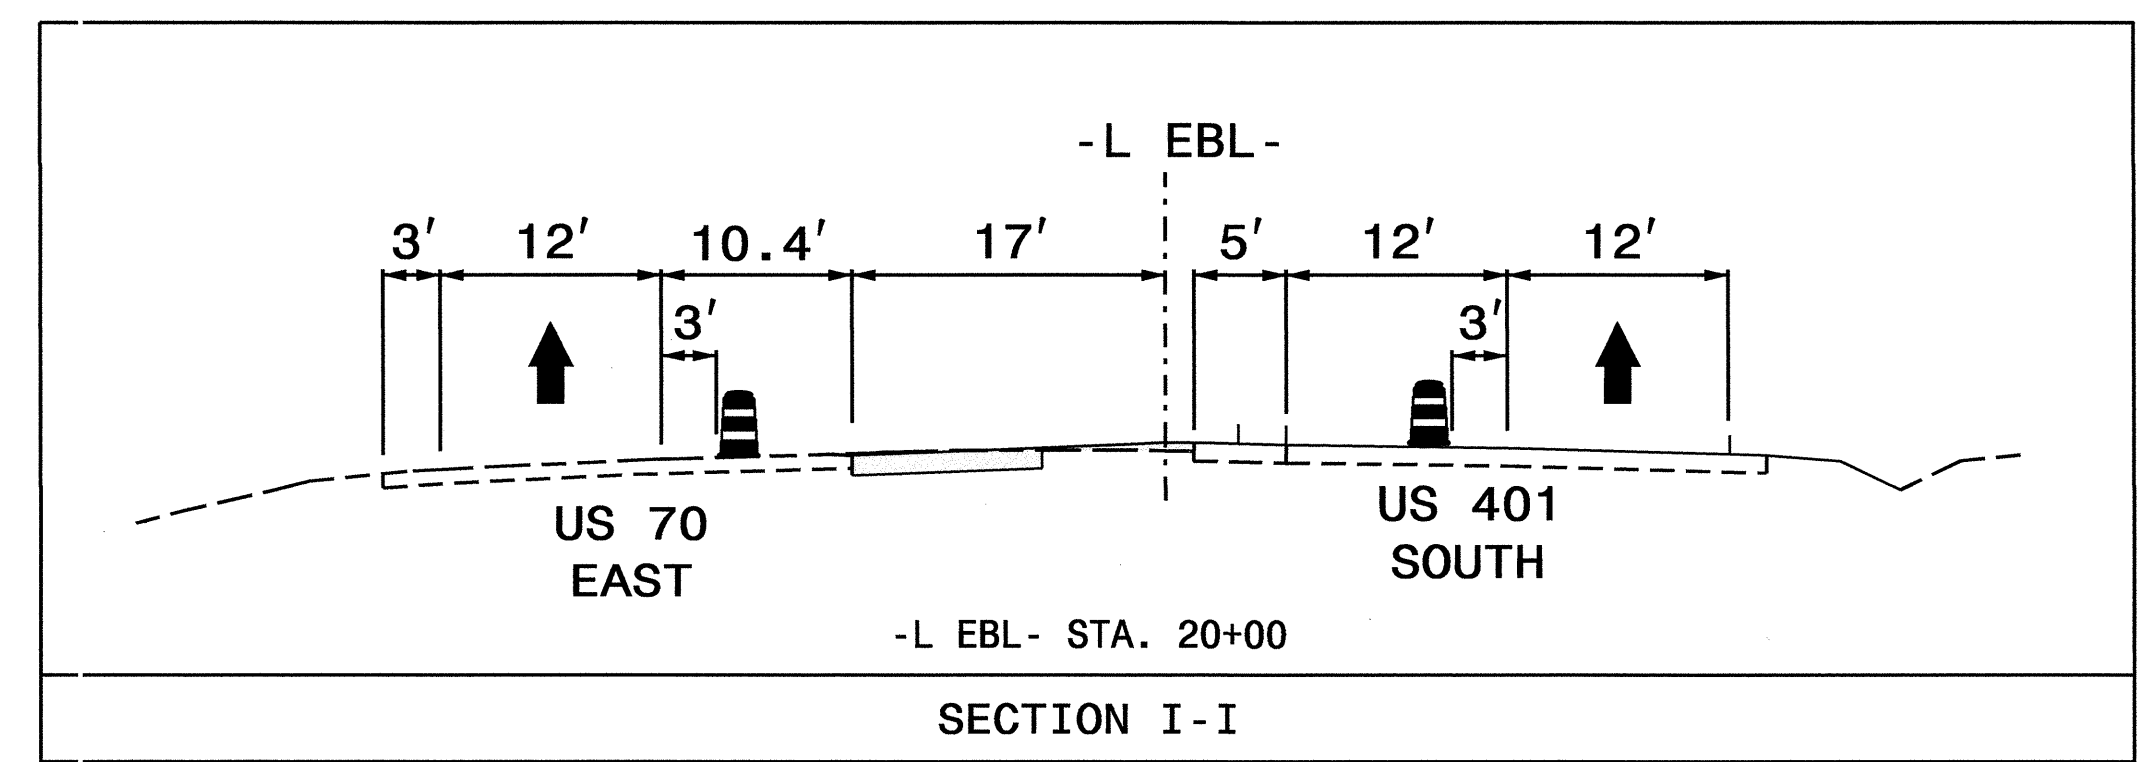 -L EBL-
3' 12' 10.4' 17' 5' 12' 12'
3' 3'
US 70
EAST
US 401
SOUTH
-L EBL- STA. 20+00
SECTION I-I